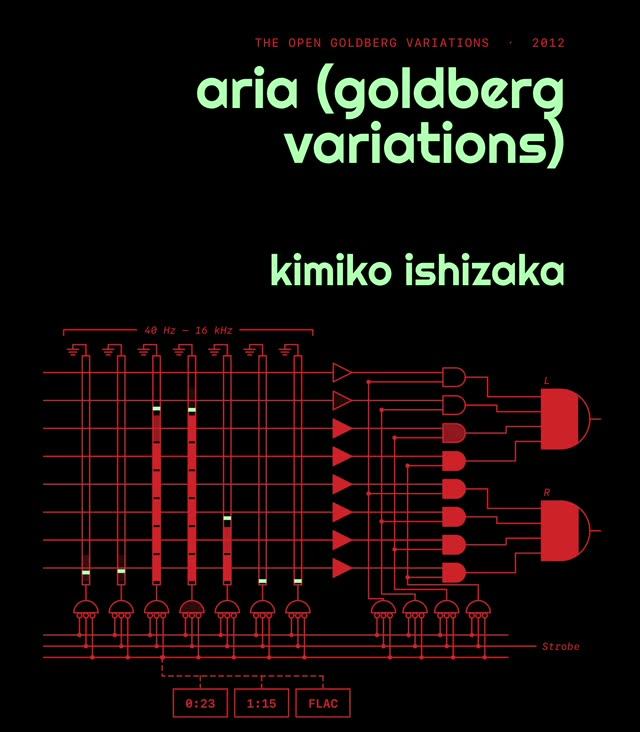 THE OPEN GOLDBERG VARIATIONS · 2012
aria (goldberg
variations)
kimiko ishizaka
40 Hz – 16 kHz
L
R
Strobe
0:23 1:15 FLAC